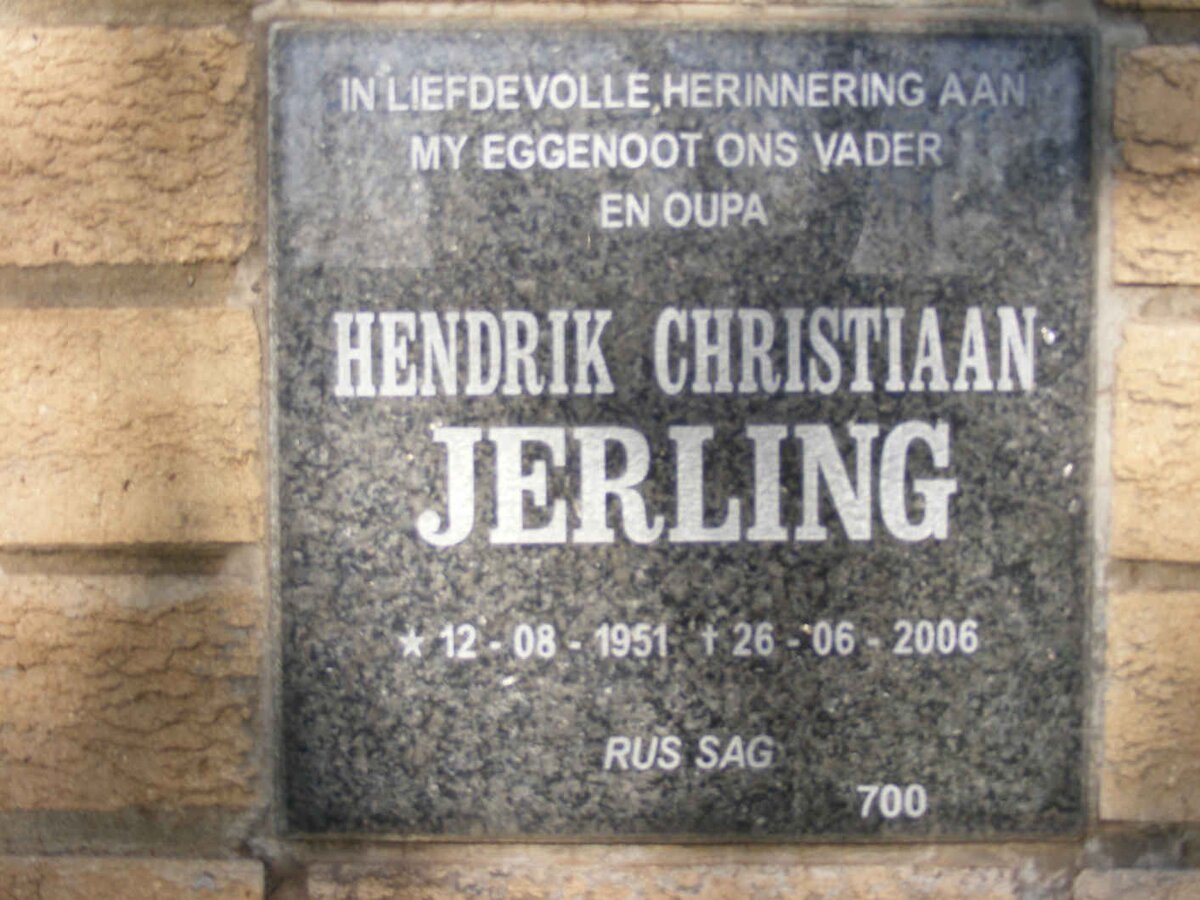 IN LIEFDEVOLLE HERINNERING AAN
MY EGGENOOT ONS VADER
EN OUPA
HENDRIK CHRISTIAAN
JERLING
★ 12 - 08 - 1951 † 26 - 06 - 2006
RUS SAG
700